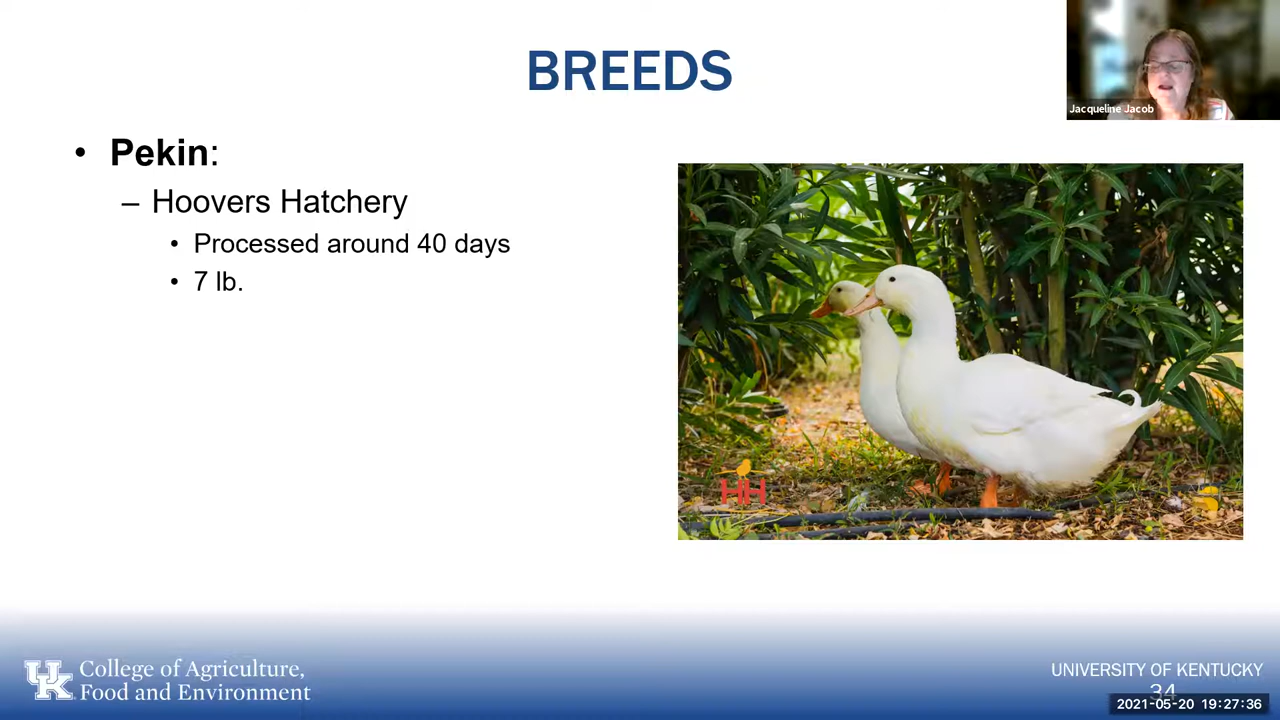 BREEDS
Jacqueline Jacob
• Pekin:
– Hoovers Hatchery
• Processed around 40 days
• 7 lb.
HH
UK
College of Agriculture,
Food and Environment
UNIVERSITY OF KENTUCKY
34
2021-05-20 19:27:36